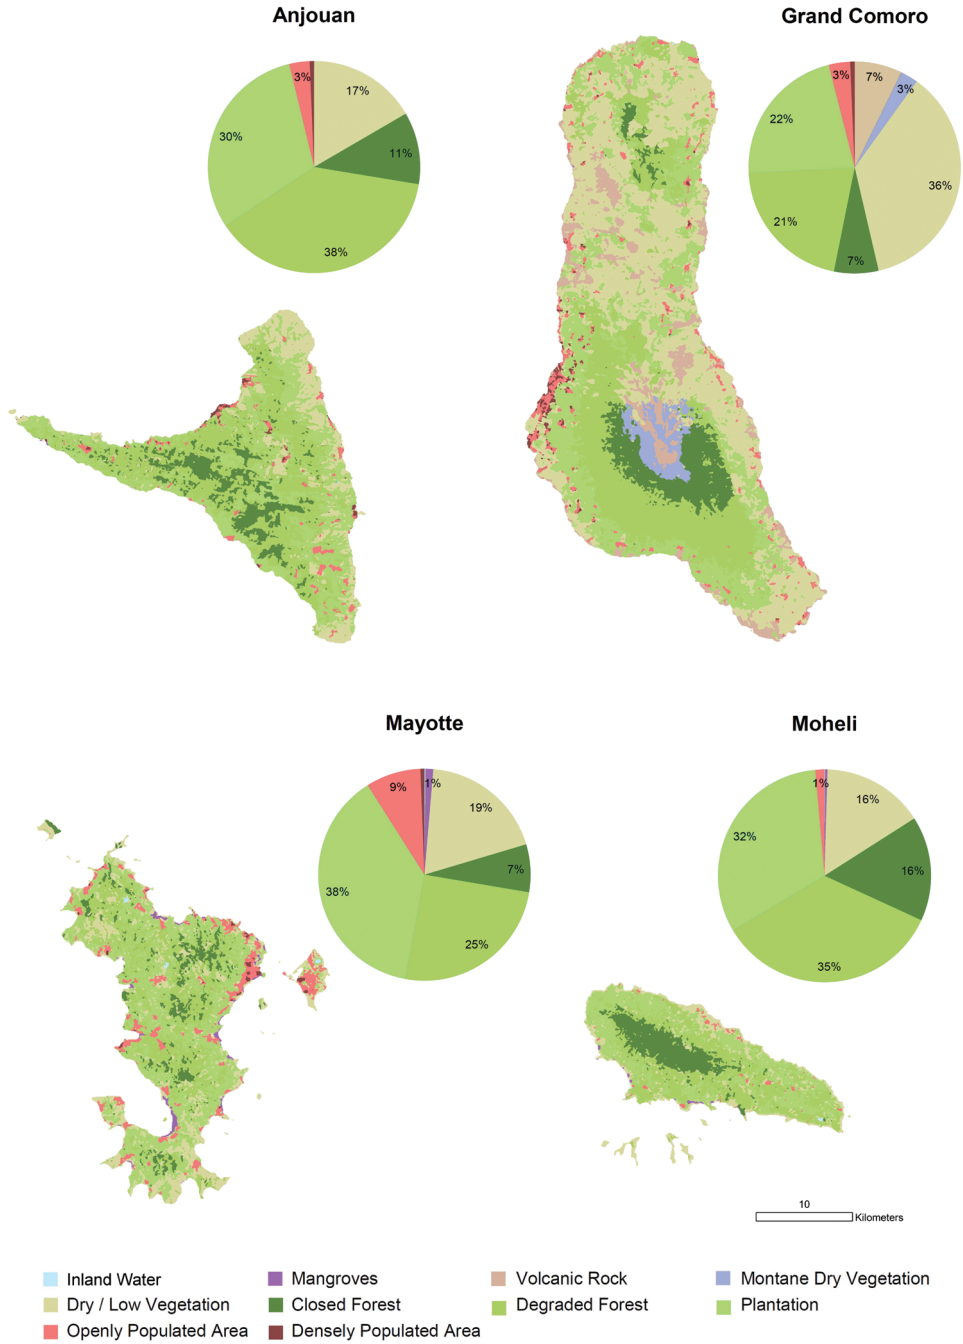 Anjouan
Grand Comoro
3%
17%
11%
38%
30%
3%
7%
3%
36%
7%
21%
22%
Mayotte
Moheli
9%
1%
19%
7%
25%
38%
1%
16%
16%
35%
32%
10
Kilometers
Inland Water
Mangroves
Volcanic Rock
Montane Dry Vegetation
Dry / Low Vegetation
Closed Forest
Degraded Forest
Plantation
Openly Populated Area
Densely Populated Area